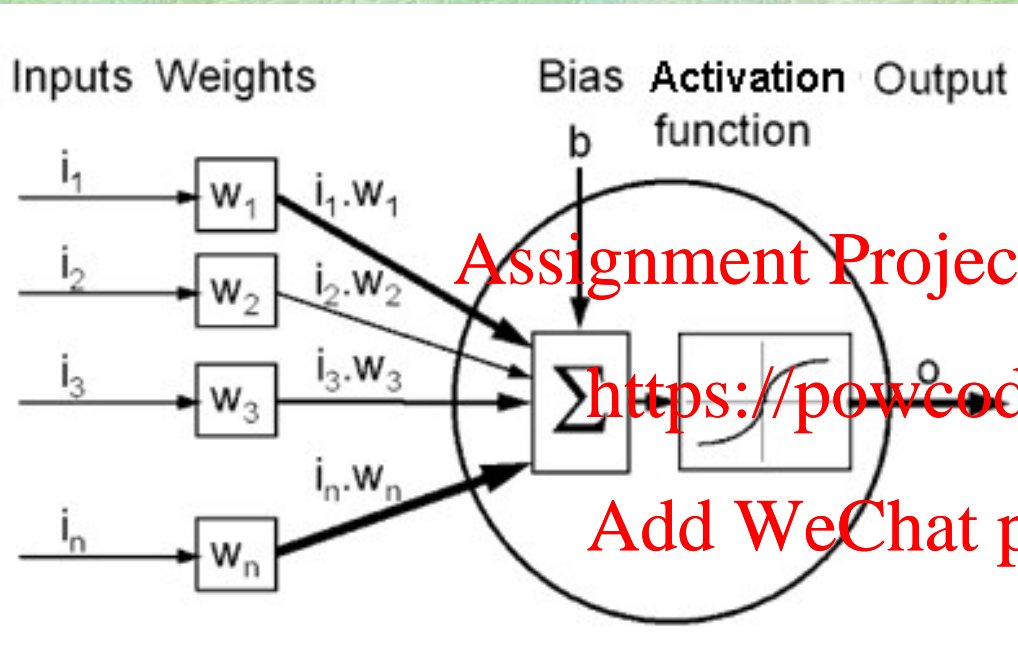 Inputs Weights Bias Activation Output
function
b
i₁ w₁ i₁.w₁
i₂ w₂ i₂.w₂
Assignment Projec
i₃ w₃ i₃.w₃ Σ o
https://powcod
iₙ wₙ iₙ.wₙ
Add WeChat p